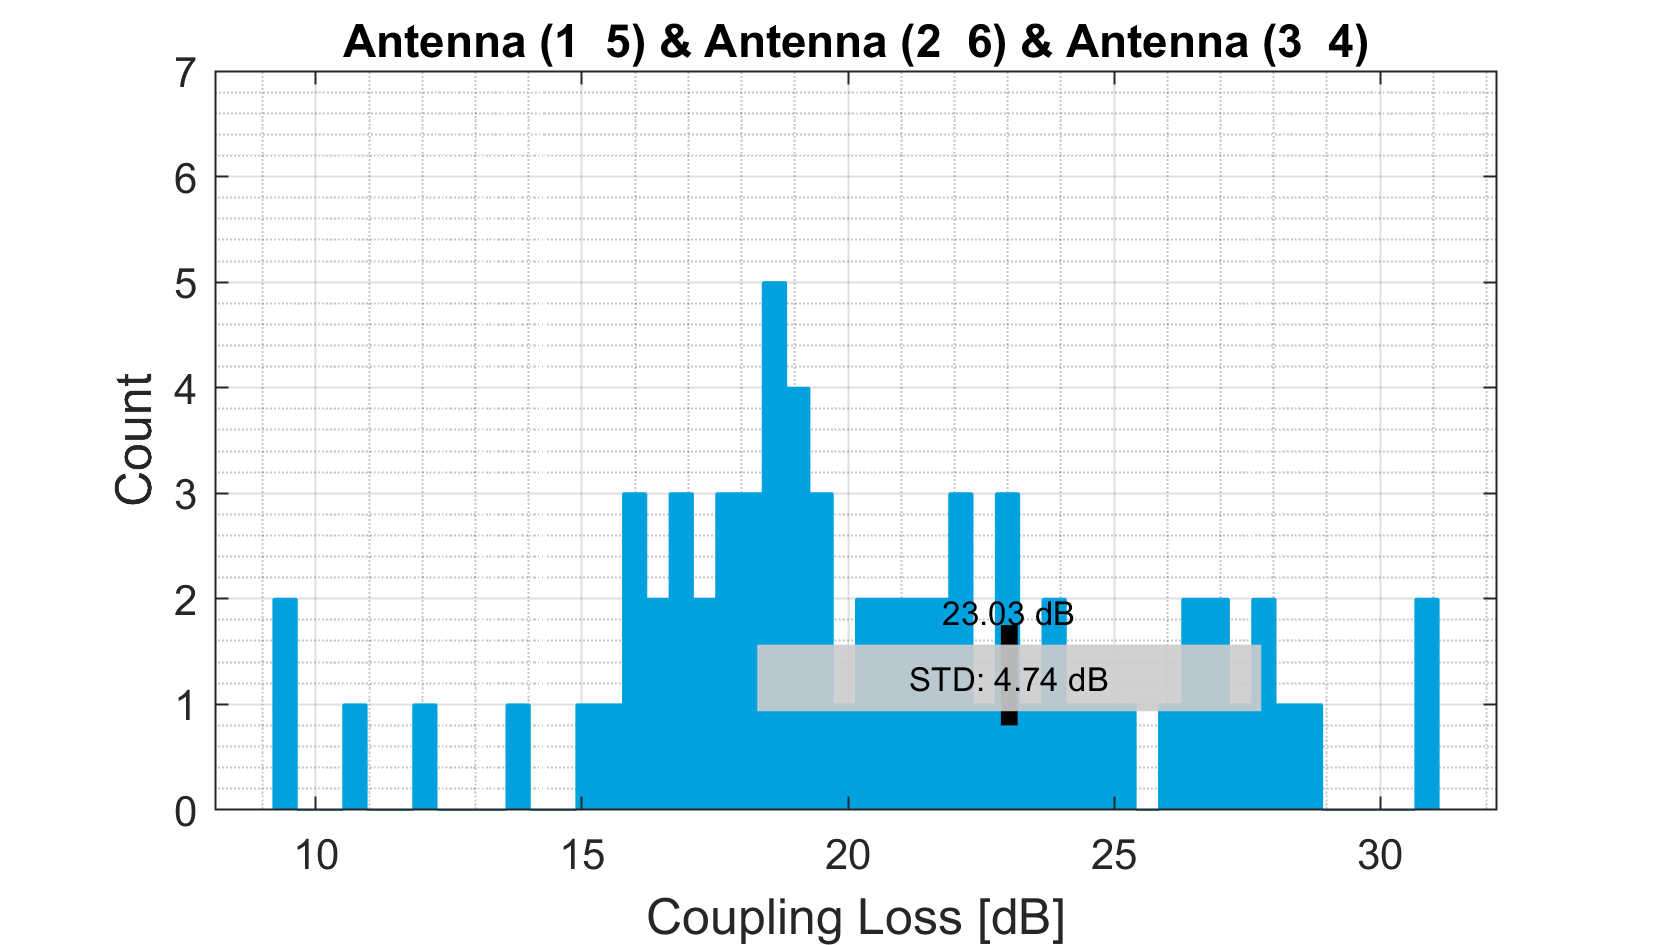 Antenna (1  5) & Antenna (2  6) & Antenna (3  4)
7
6
5
4
3
2
1
0
Count
23.03 dB
STD: 4.74 dB
10 15 20 25 30
Coupling Loss [dB]